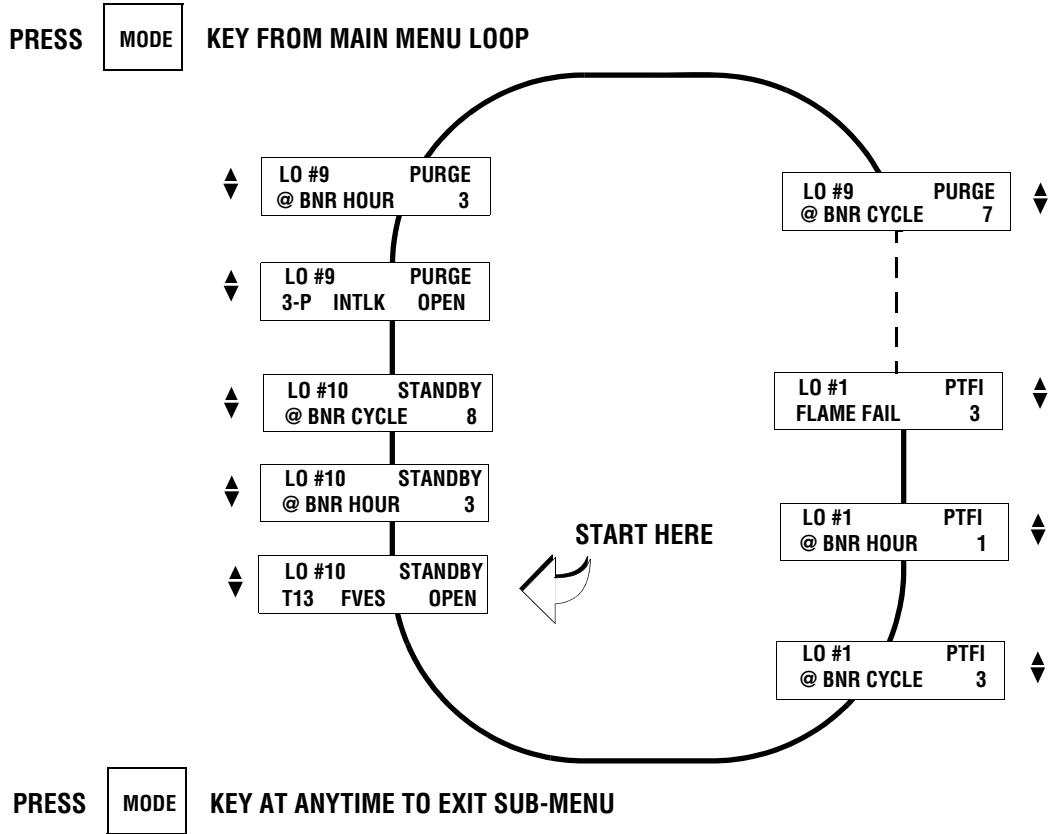 PRESS MODE KEY FROM MAIN MENU LOOP
LO #9 PURGE
@ BNR HOUR 3
LO #9 PURGE
3-P INTLK OPEN
LO #10 STANDBY
@ BNR CYCLE 8
LO #10 STANDBY
@ BNR HOUR 3
LO #10 STANDBY
T13 FVES OPEN
START HERE
LO #9 PURGE
@ BNR CYCLE 7
LO #1 PTFI
FLAME FAIL 3
LO #1 PTFI
@ BNR HOUR 1
LO #1 PTFI
@ BNR CYCLE 3
PRESS MODE KEY AT ANYTIME TO EXIT SUB-MENU